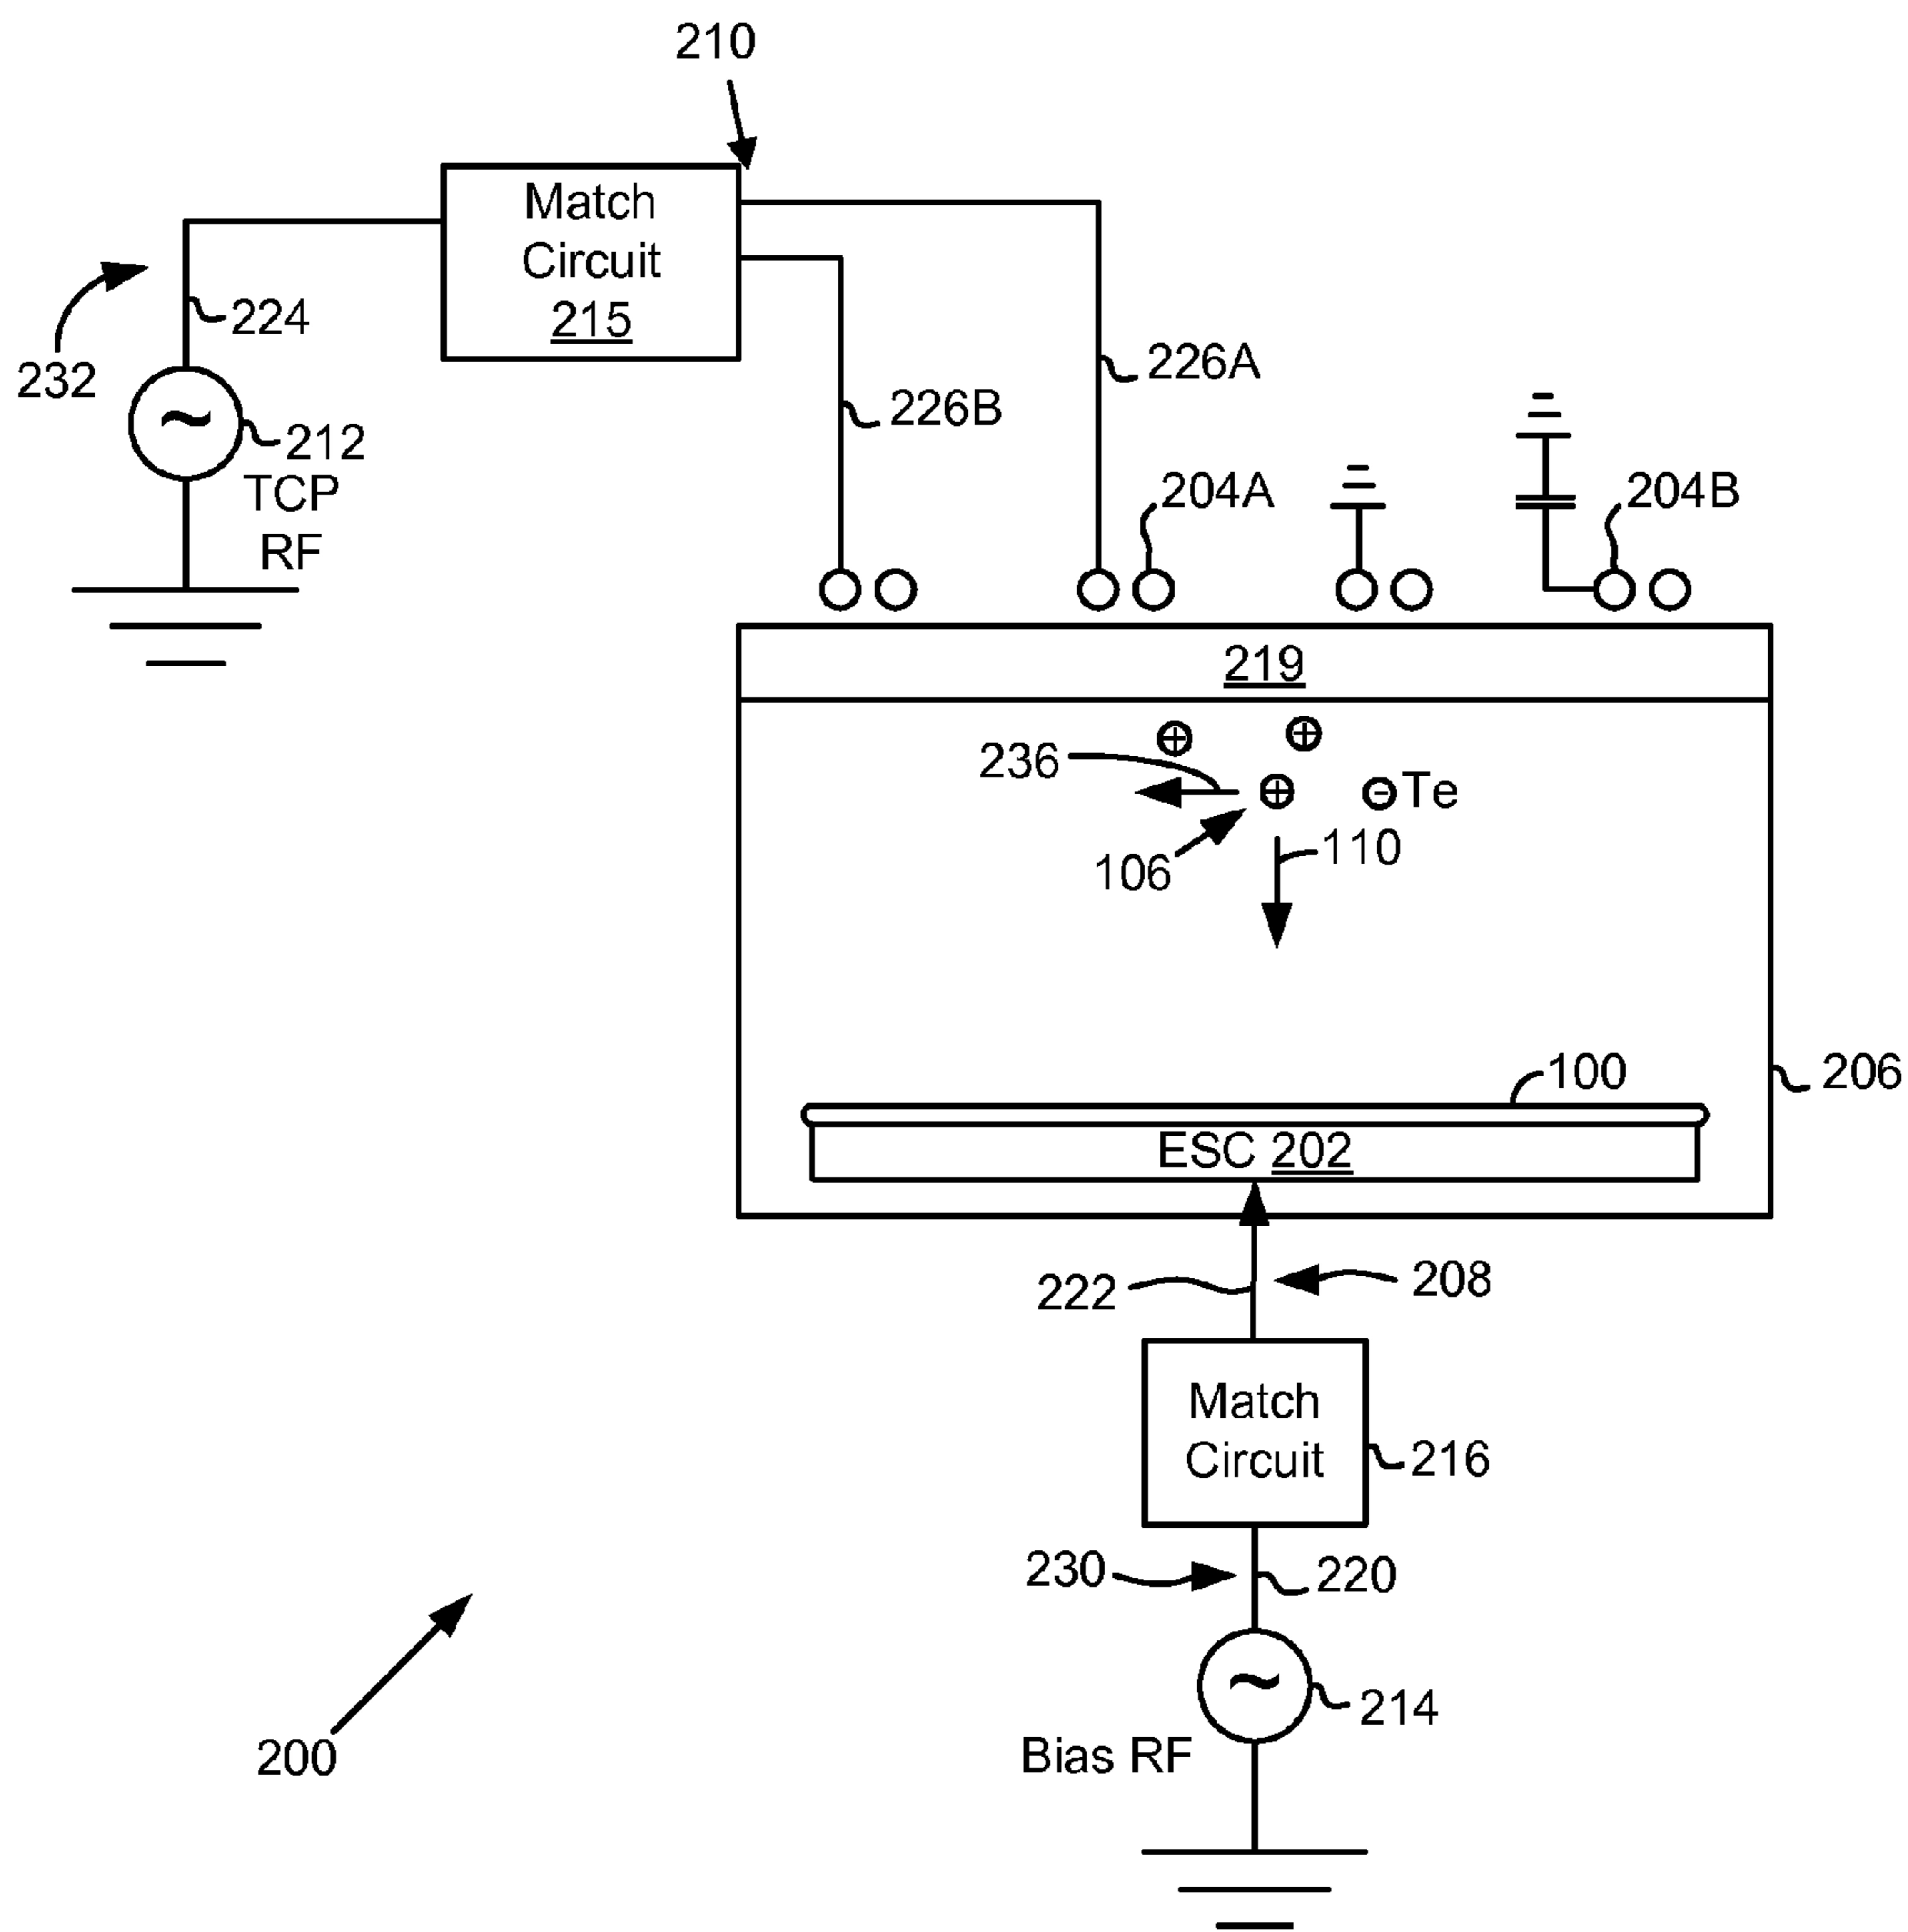 210
Match
Circuit
215
224
232
226A
226B
212
TCP
RF
204A
204B
219
236
Te
110
106
100
206
ESC 202
222
208
Match
Circuit
216
230
220
214
Bias RF
200